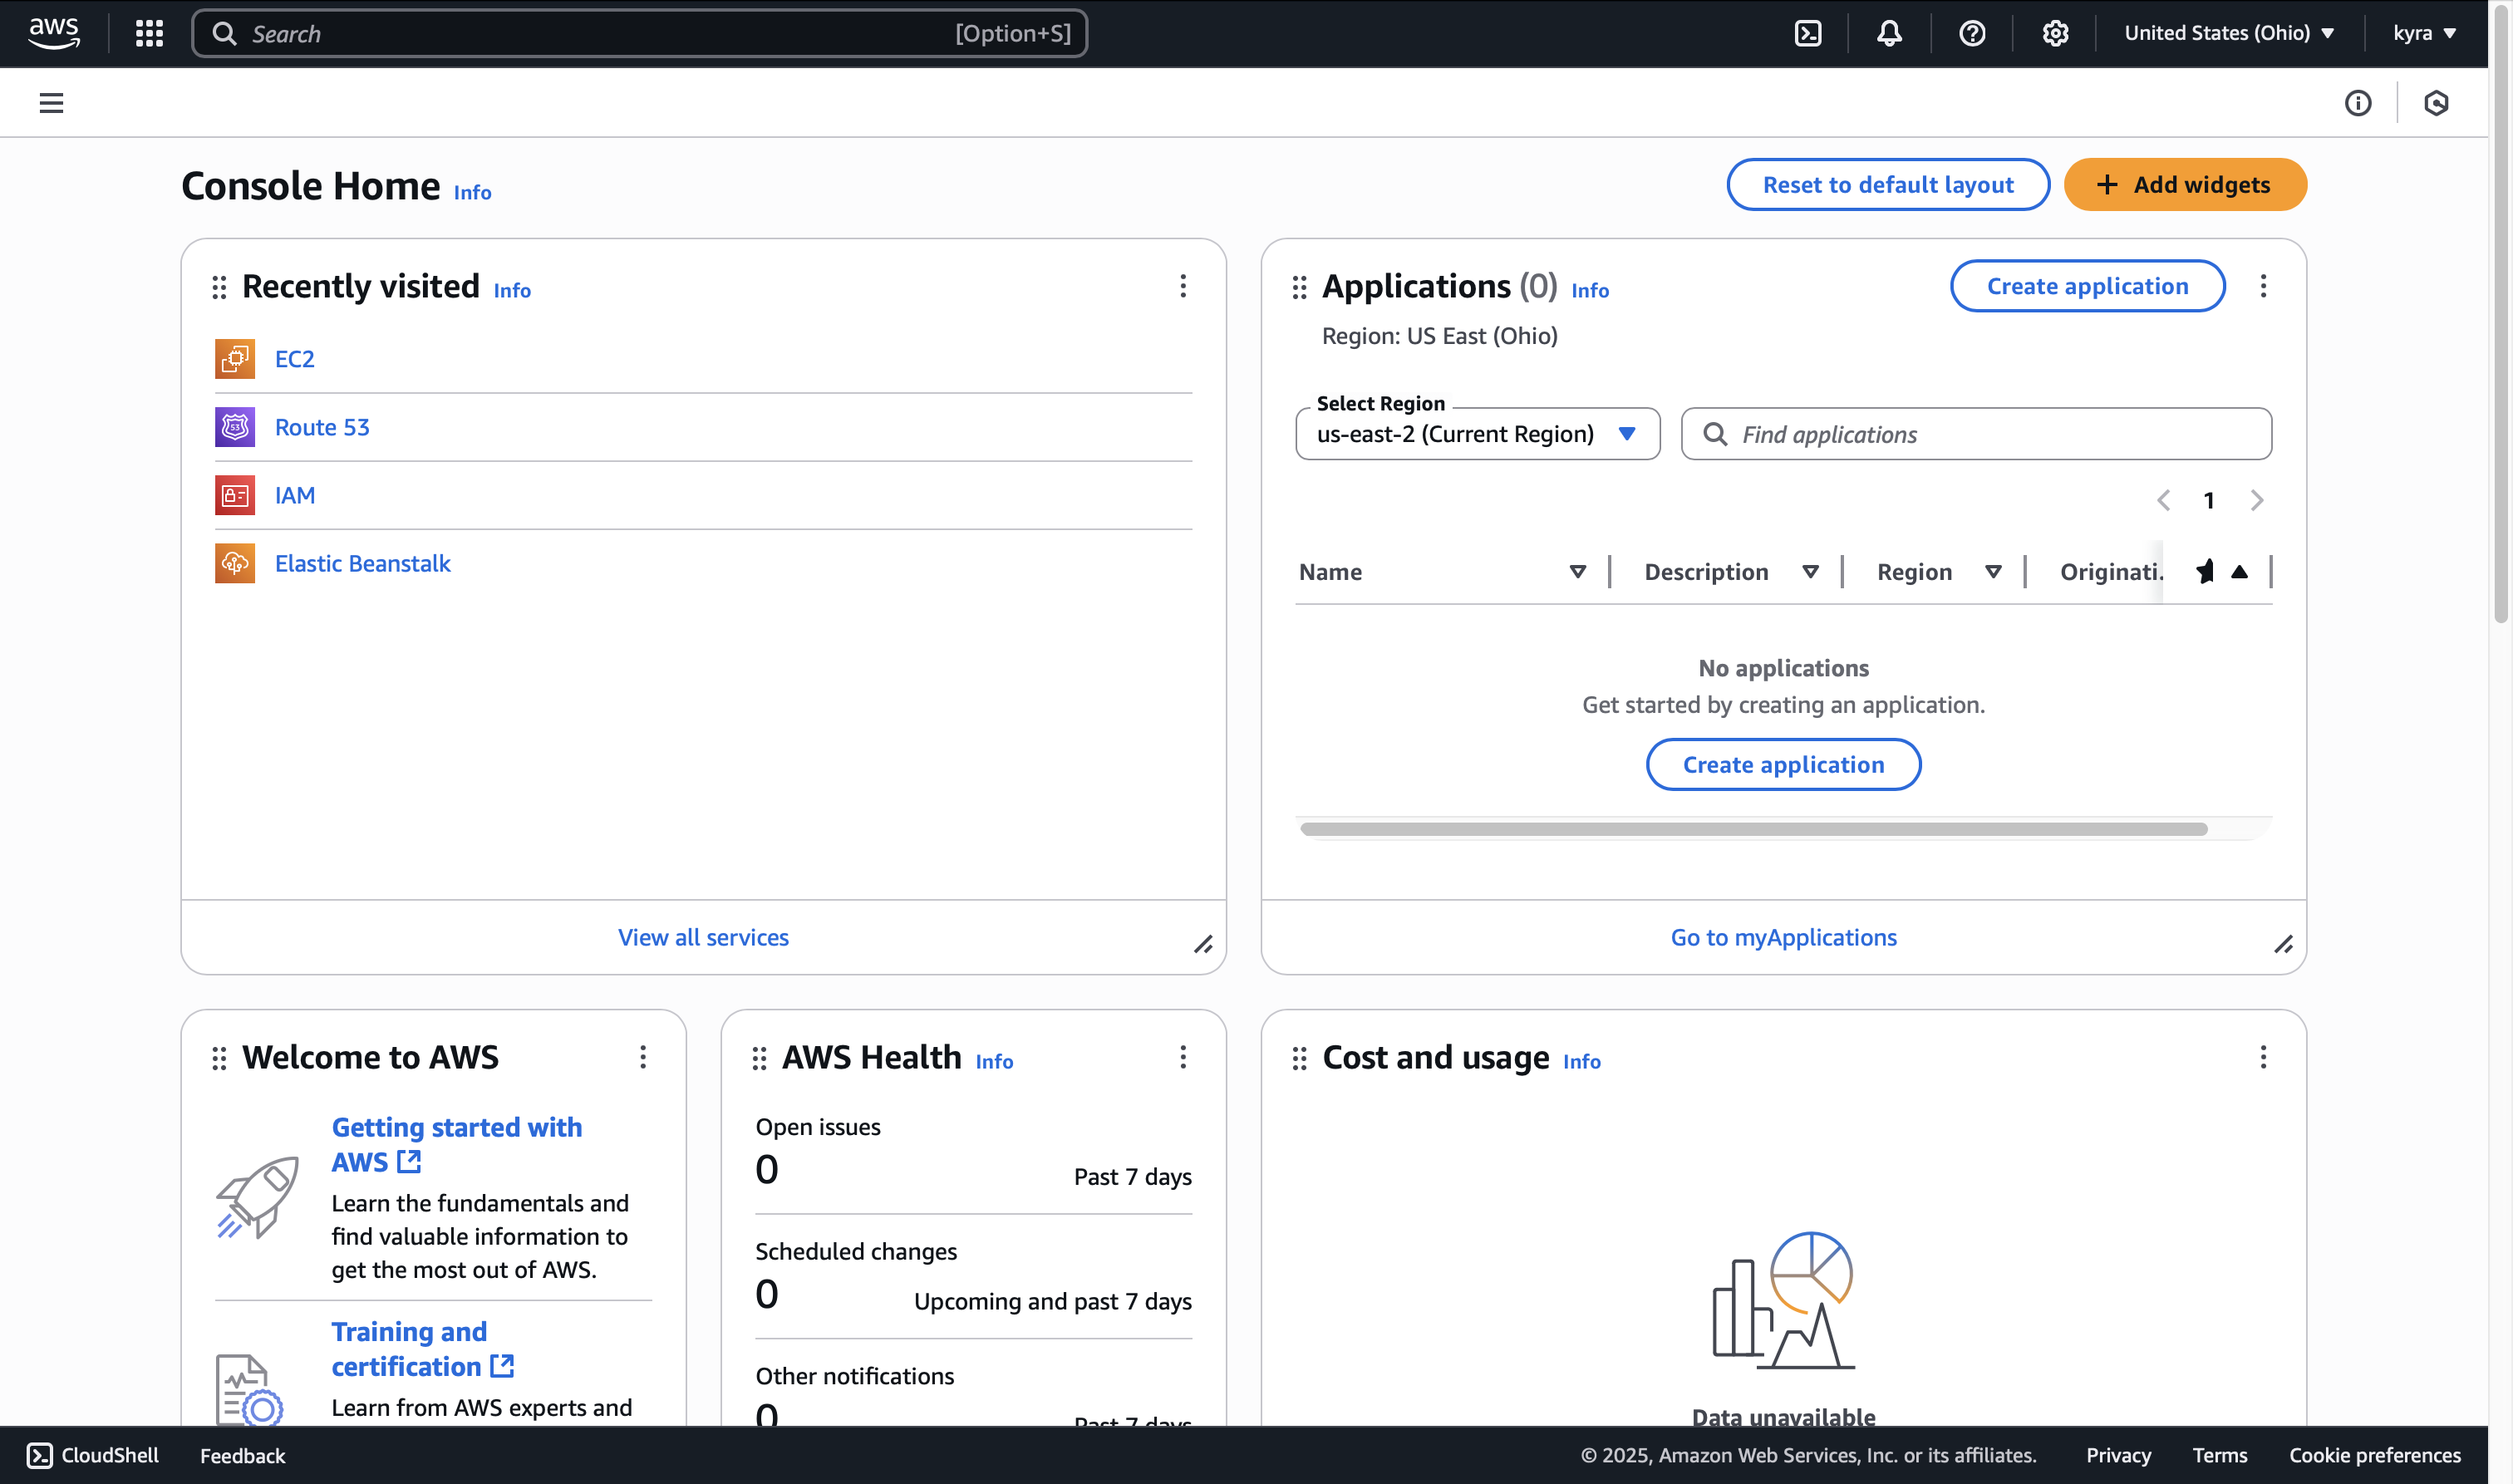 aws
Search [Option+S]
United States (Ohio)
kyra
Console Home Info
Reset to default layout
Add widgets
Recently visited Info
EC2
53
Route 53
IAM
Elastic Beanstalk
View all services
Applications (0) Info
Create application
Region: US East (Ohio)
Select Region
us-east-2 (Current Region)
Find applications
1
Name Description Region Originati.
No applications
Get started by creating an application.
Create application
Go to myApplications
Welcome to AWS
Getting started with
AWS
Learn the fundamentals and
find valuable information to
get the most out of AWS.
Training and
certification
Learn from AWS experts and
AWS Health Info
Open issues
0
Past 7 days
Scheduled changes
0
Upcoming and past 7 days
Other notifications
0
Past 7 days
Cost and usage Info
Data unavailable
CloudShell
Feedback
© 2025, Amazon Web Services, Inc. or its affiliates.
Privacy
Terms
Cookie preferences